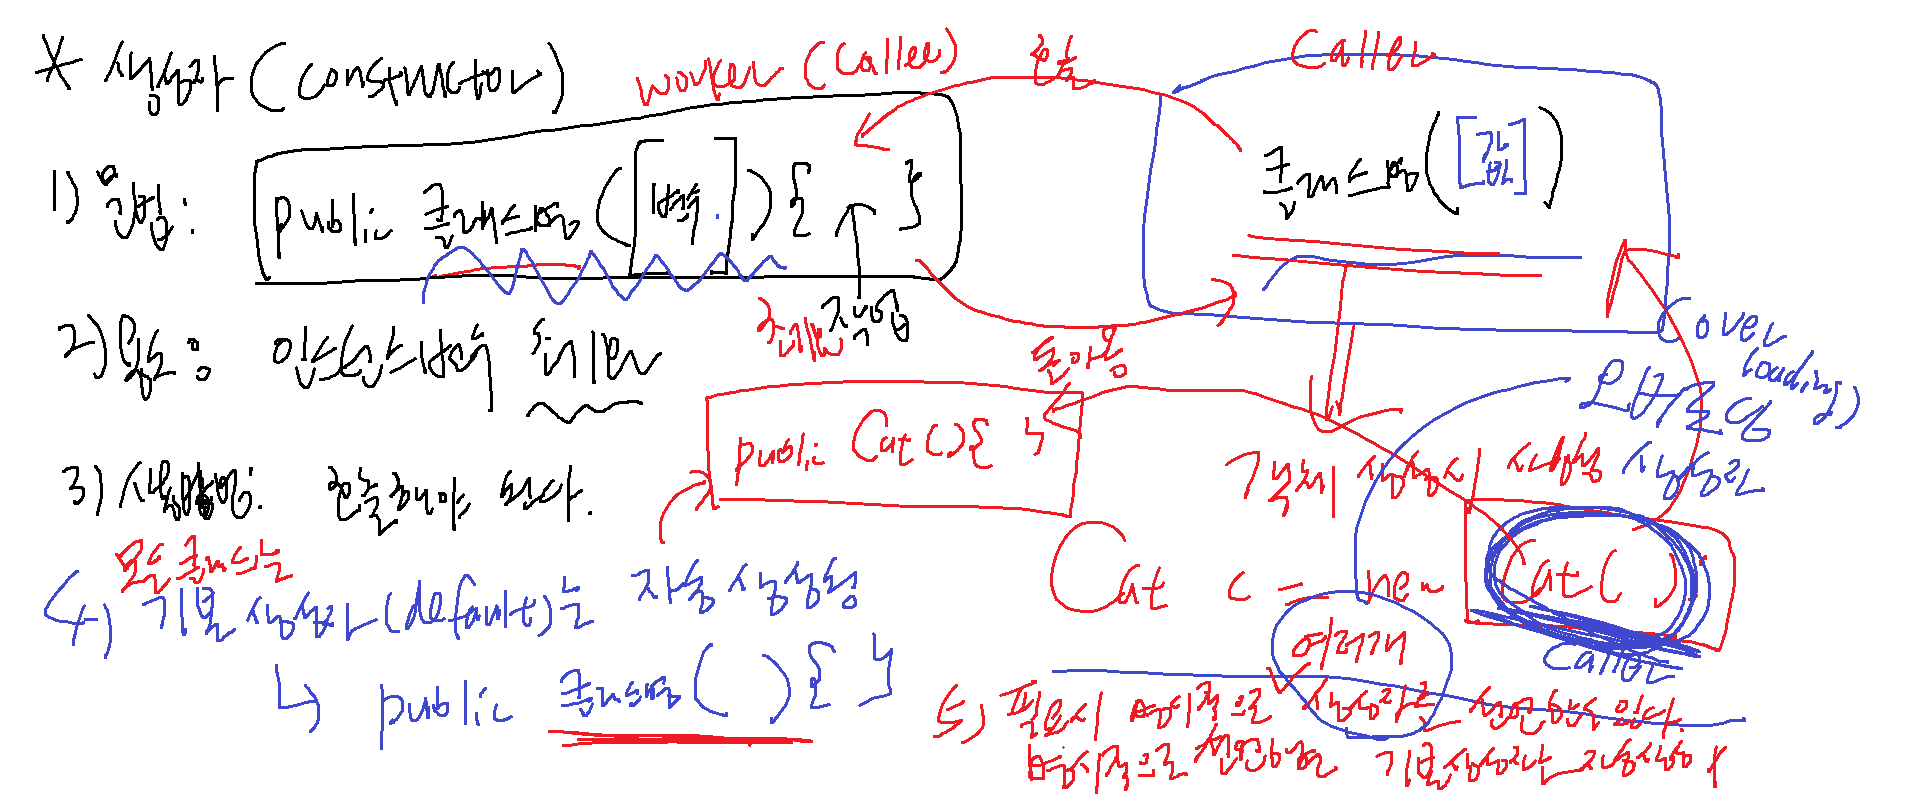 * 생성자 (constructor)
worker (callee)
호출
Caller
1) 문법 :
public 클래스명 ( [변수] ) { }
클래스명 ( [값] )
초기화 작업
2) 용도 : 인스턴스변수 초기화
돌아옴
over
loading)
오버로딩
public Cat() { }
3) 사용방법: 호출해야 된다.
객체 생성시 사용 생성자
모든 클래스는
4) 기본 생성자 (default)는 자동 생성됨
Cat c = new Cat( );
Caller
public 클래스명 ( ) { }
여러개
5) 필요시 명시적으로 생성자를 선언할수 있다.
명시적으로 선언하면 기본생성자는 자동생성 x